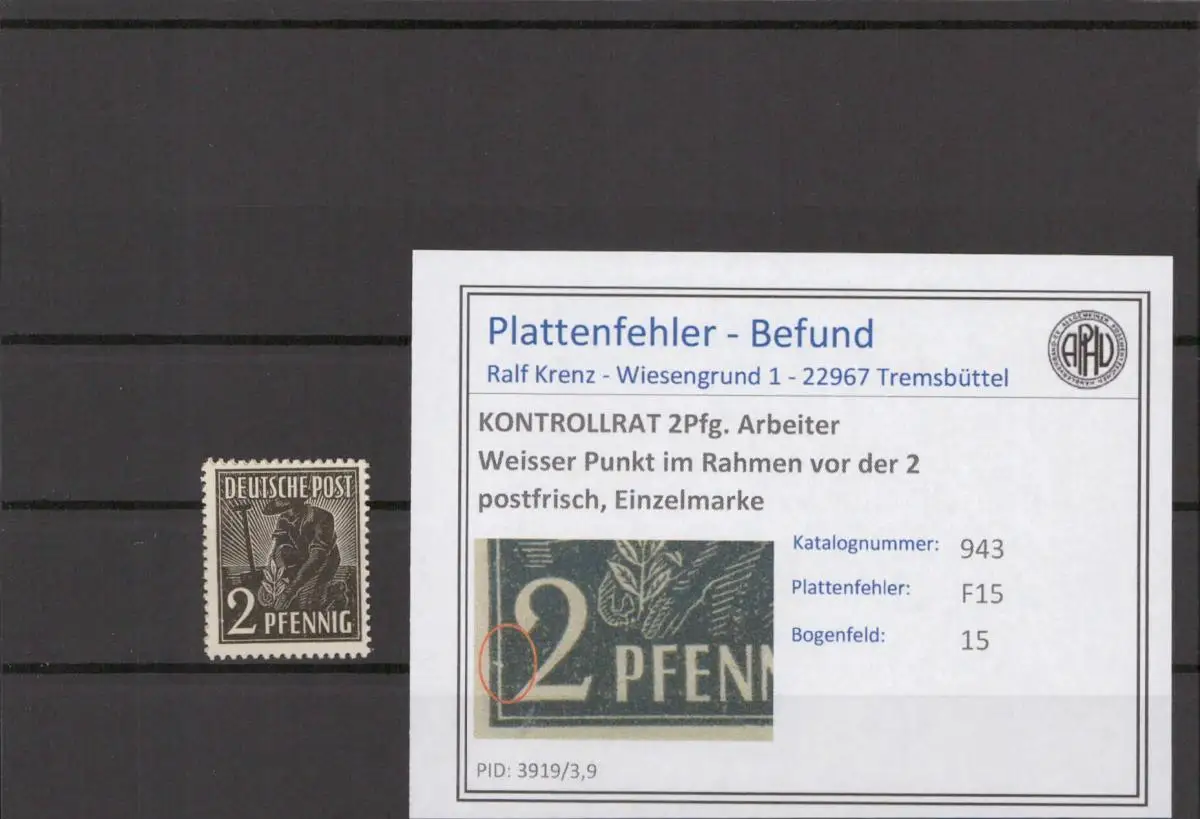 Plattenfehler - Befund
Ralf Krenz - Wiesengrund 1 - 22967 Tremsbüttel
APHV
KONTROLLRAT 2Pfg. Arbeiter
Weisser Punkt im Rahmen vor der 2
postfrisch, Einzelmarke
DEUTSCHE POST
2 PFENNIG
2 PFENN
Katalognummer: 943
Plattenfehler: F15
Bogenfeld: 15
PID: 3919/3,9